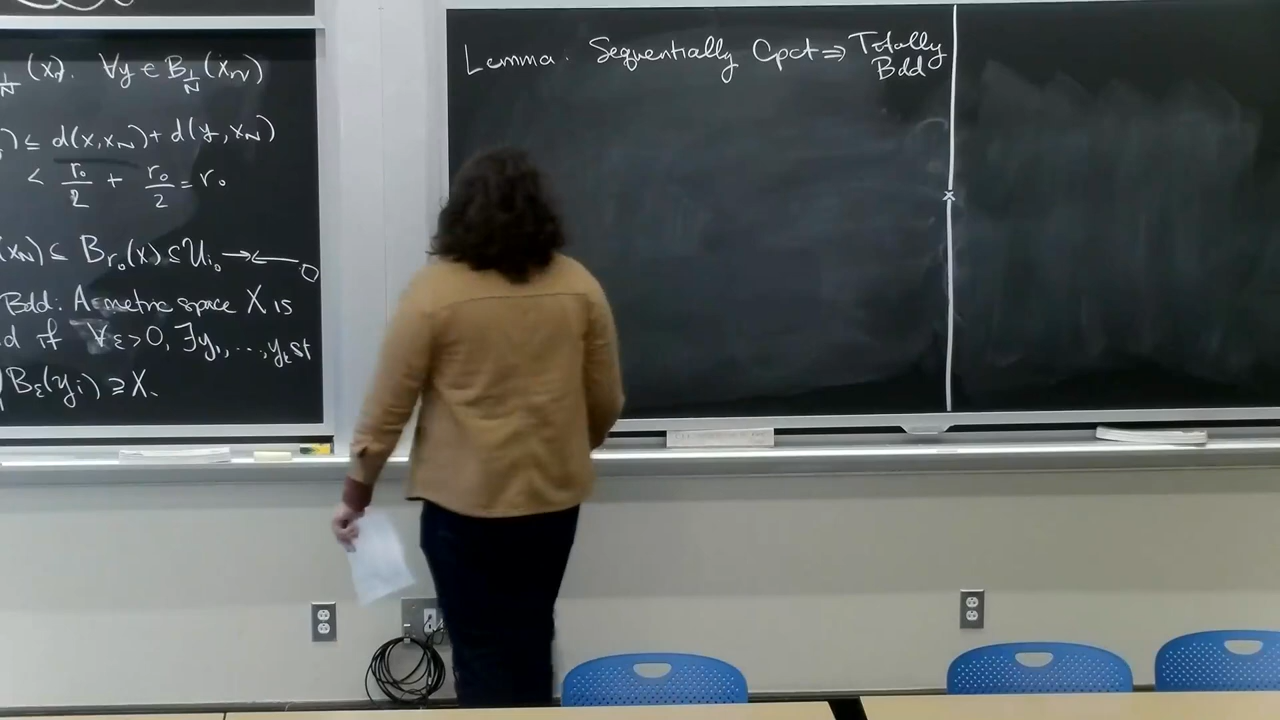 (x). ∀y ∈ B_{1/N}(x_N)
) ≤ d(x,x_N) + d(y,x_N)
< r₀/2 + r₀/2 = r₀
(x_N) ⊆ B_{r₀}(x) ⊆ U_{i₀} →←
Bdd: A metric space X is
d if ∀ε>0, ∃y₁,...,y_k st
B_ε(y_i) ⊇ X.
Lemma. Sequentially Cpct ⇒ Totally
Bdd